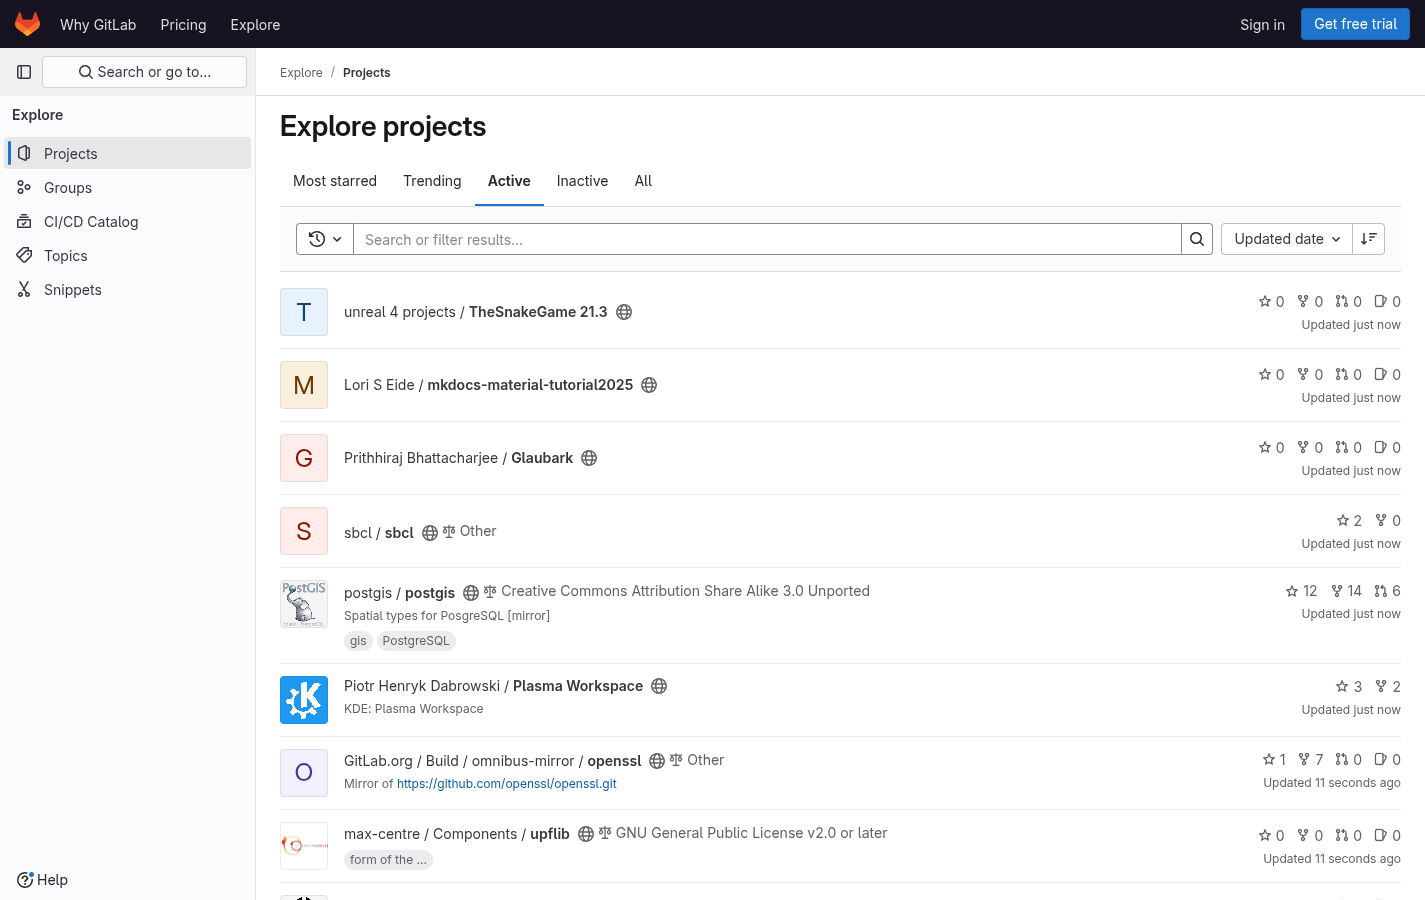 Why GitLab
Pricing
Explore
Sign in
Get free trial
Search or go to...
Explore
Projects
Groups
CI/CD Catalog
Topics
Snippets
Help
Explore / Projects
Explore projects
Most starred
Trending
Active
Inactive
All
Search or filter results...
Updated date
T
unreal 4 projects / TheSnakeGame 21.3
0 0 0 0
Updated just now
M
Lori S Eide / mkdocs-material-tutorial2025
0 0 0 0
Updated just now
G
Prithhiraj Bhattacharjee / Glaubark
0 0 0 0
Updated just now
S
sbcl / sbcl Other
2 0
Updated just now
PostGIS
Spatial PostgreSQL
postgis / postgis Creative Commons Attribution Share Alike 3.0 Unported
12 14 6
Spatial types for PosgreSQL [mirror]
Updated just now
gis PostgreSQL
Piotr Henryk Dabrowski / Plasma Workspace
3 2
KDE: Plasma Workspace
Updated just now
O
GitLab.org / Build / omnibus-mirror / openssl Other
1 7 0 0
Mirror of https://github.com/openssl/openssl.git
Updated 11 seconds ago
max-centre / Components / upflib GNU General Public License v2.0 or later
0 0 0 0
form of the ...
Updated 11 seconds ago